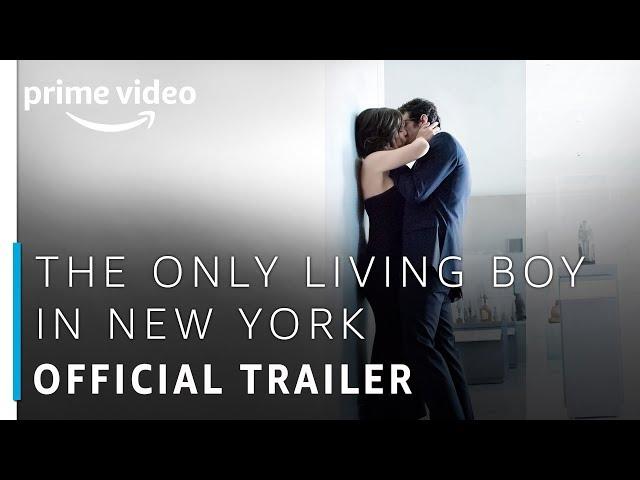 prime video
THE ONLY LIVING BOY
IN NEW YORK
OFFICIAL TRAILER